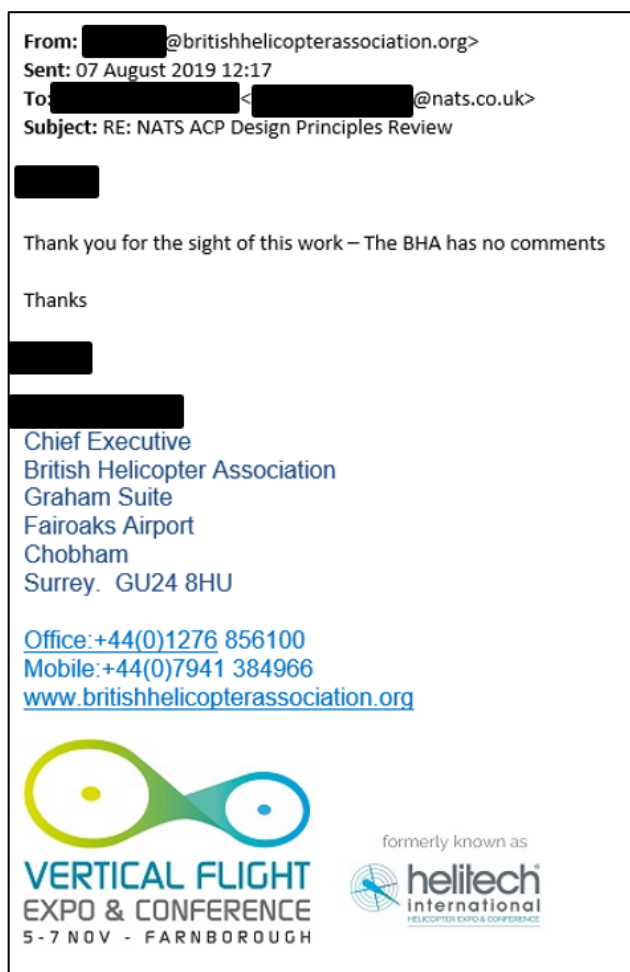 From: @britishhelicopterassociation.org>
Sent: 07 August 2019 12:17
To: < @nats.co.uk>
Subject: RE: NATS ACP Design Principles Review
Thank you for the sight of this work – The BHA has no comments
Thanks
Chief Executive
British Helicopter Association
Graham Suite
Fairoaks Airport
Chobham
Surrey. GU24 8HU
Office:+44(0)1276 856100
Mobile:+44(0)7941 384966
www.britishhelicopterassociation.org
VERTICAL FLIGHT
EXPO & CONFERENCE
5-7 NOV - FARNBOROUGH
formerly known as
helitech
international
HELICOPTER EXPO & CONFERENCE